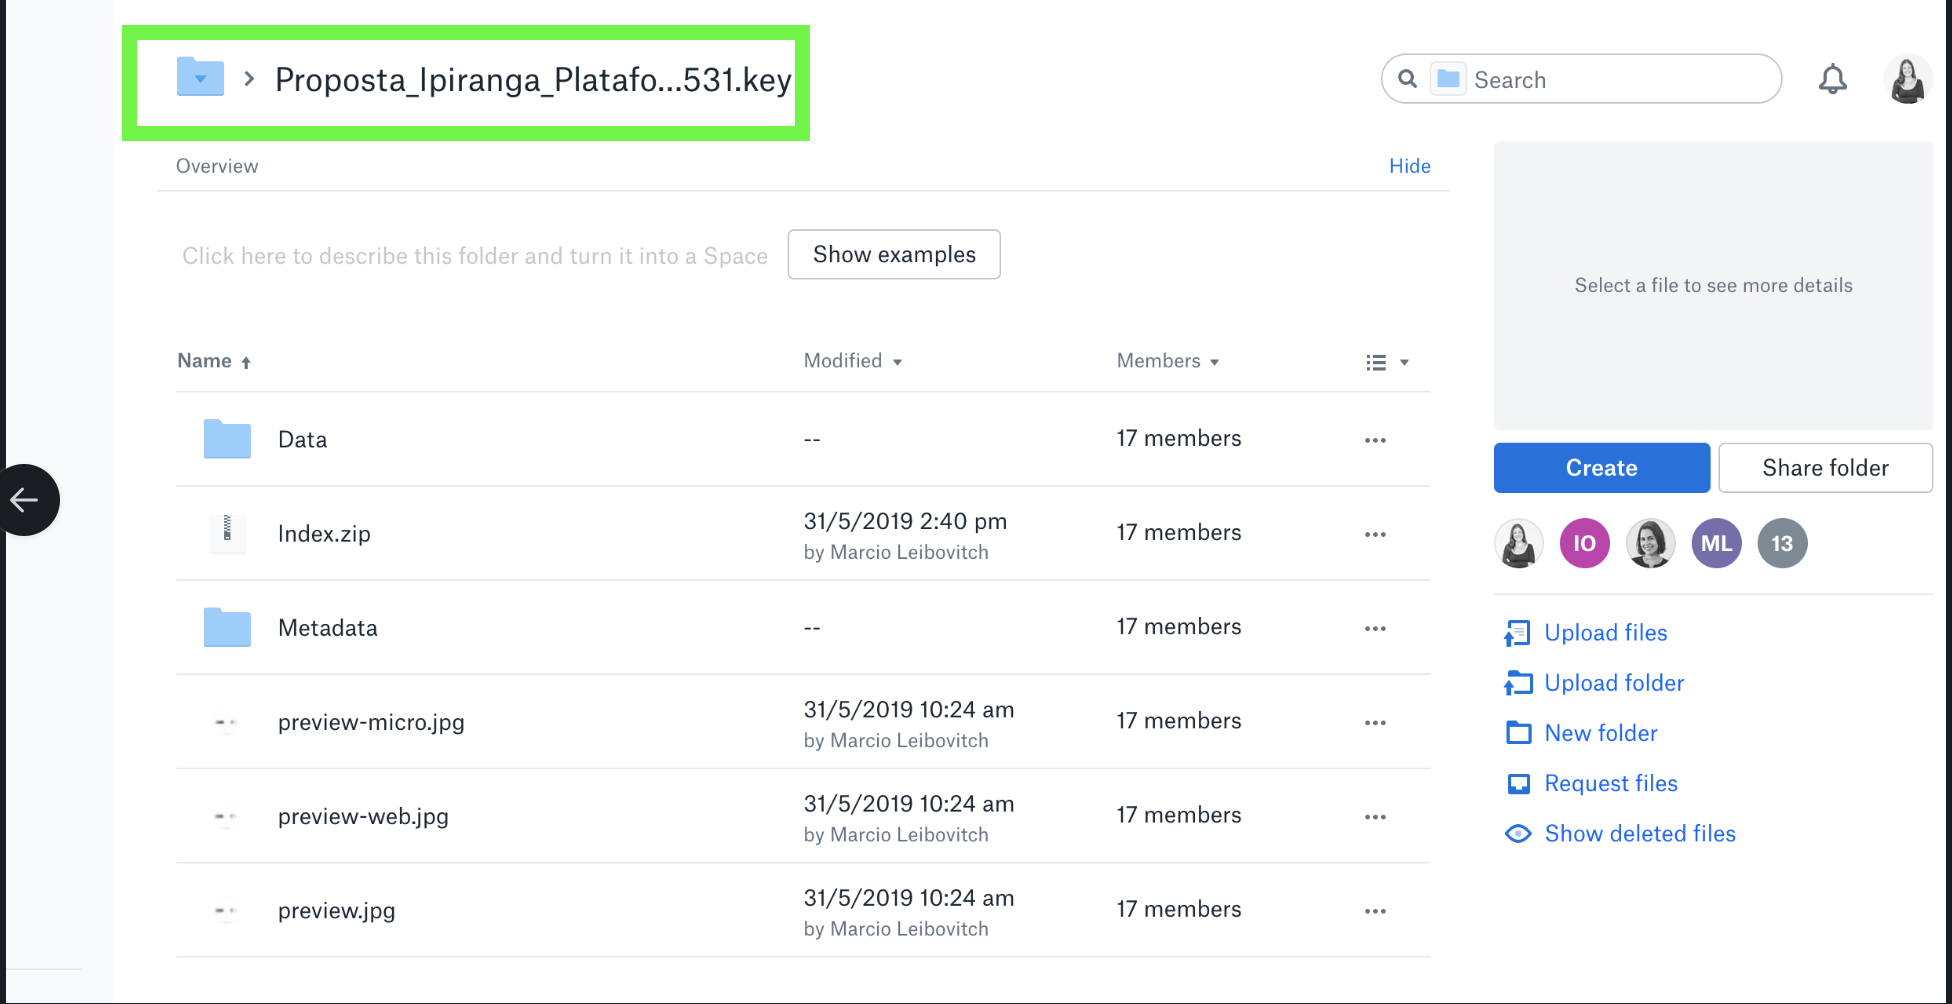 Proposta_Ipiranga_Platafo...531.key
Search
Overview
Hide
Click here to describe this folder and turn it into a Space
Show examples
Select a file to see more details
Name
Modified
Members
Data
--
17 members
Index.zip
31/5/2019 2:40 pm
by Marcio Leibovitch
17 members
Metadata
--
17 members
preview-micro.jpg
31/5/2019 10:24 am
by Marcio Leibovitch
17 members
preview-web.jpg
31/5/2019 10:24 am
by Marcio Leibovitch
17 members
preview.jpg
31/5/2019 10:24 am
by Marcio Leibovitch
17 members
Create
Share folder
IO
ML
13
Upload files
Upload folder
New folder
Request files
Show deleted files